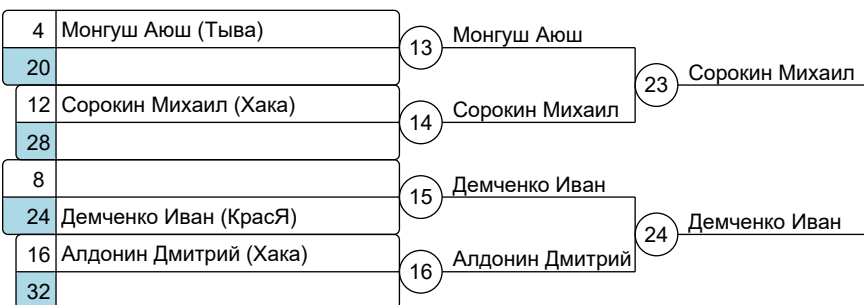 4 Монгуш Аюш (Тыва)
20
13 Монгуш Аюш
12 Сорокин Михаил (Хака)
28
14 Сорокин Михаил
23 Сорокин Михаил
8
24 Демченко Иван (КрасЯ)
15 Демченко Иван
16 Алдонин Дмитрий (Хака)
32
16 Алдонин Дмитрий
24 Демченко Иван